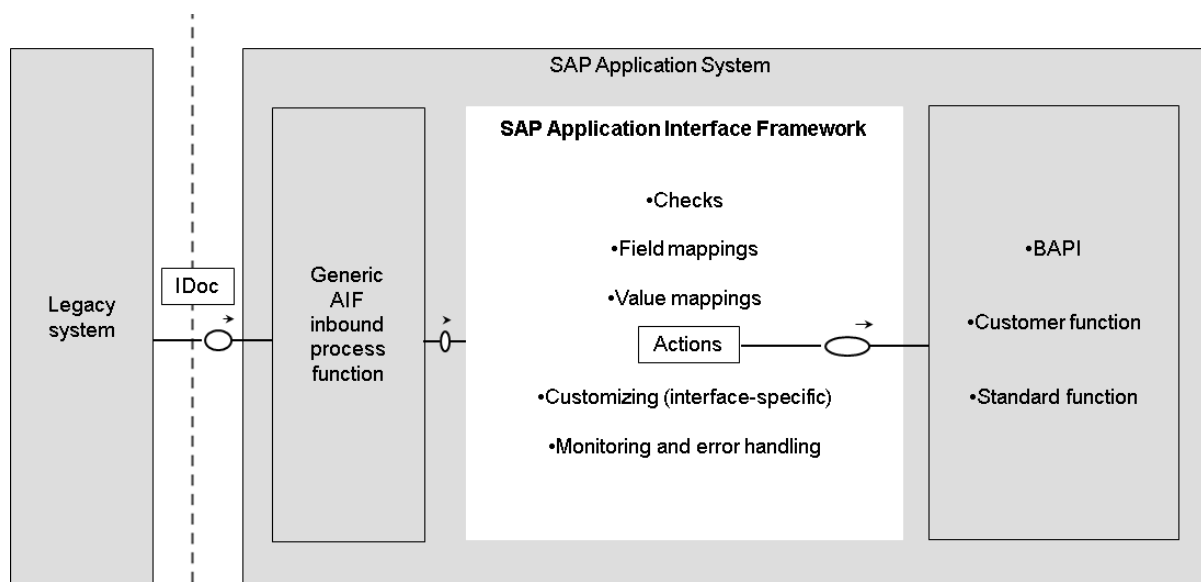 SAP Application System
Legacy
system
IDoc
Generic
AIF
inbound
process
function
SAP Application Interface Framework
•Checks
•Field mappings
•Value mappings
Actions
•Customizing (interface-specific)
•Monitoring and error handling
•BAPI
•Customer function
•Standard function